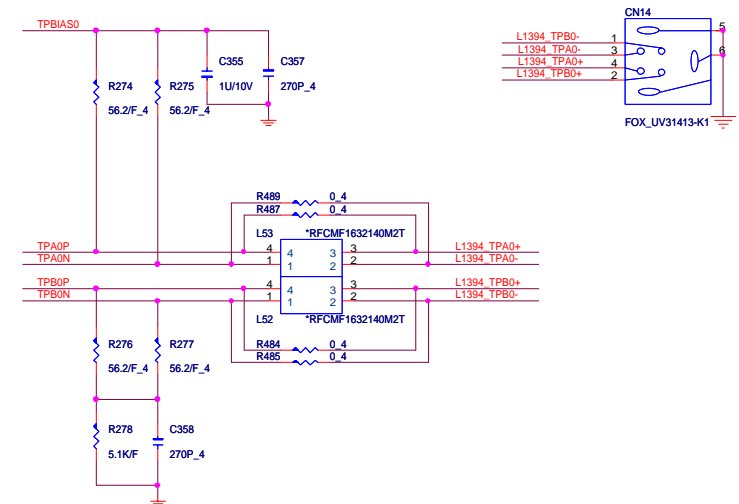 TPBIAS0
CN14
L1394_TPB0-
1
5
L1394_TPA0-
3
6
L1394_TPA0+
4
L1394_TPB0+
2
FOX_UV31413-K1
C355
1U/10V
C357
270P_4
R274
56.2/F_4
R275
56.2/F_4
R489
0_4
R487
0_4
L53
*RFCMF1632140M2T
TPA0P
4
4
3
3
L1394_TPA0+
TPA0N
1
1
2
2
L1394_TPA0-
TPB0P
4
4
3
3
L1394_TPB0+
TPB0N
1
1
2
2
L1394_TPB0-
L52
*RFCMF1632140M2T
R484
0_4
R485
0_4
R276
56.2/F_4
R277
56.2/F_4
R278
5.1K/F
C358
270P_4